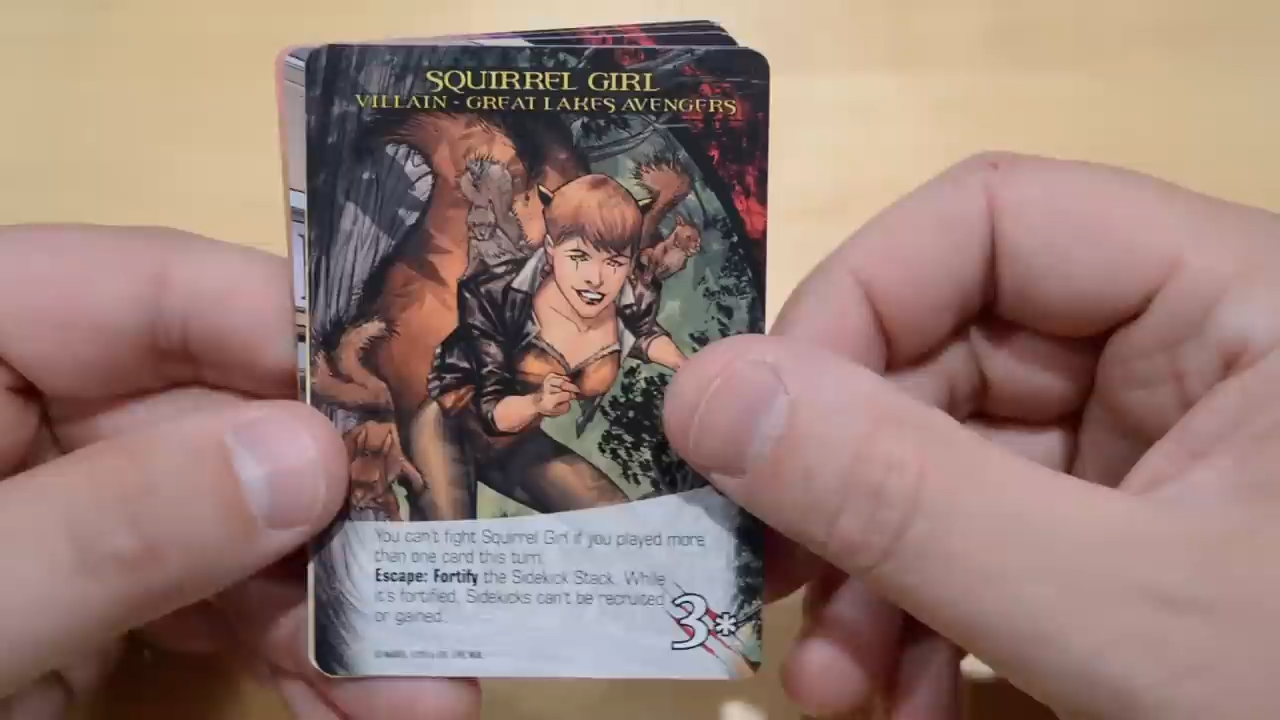 SQUIRREL GIRL
VILLAIN - GREAT LAKES AVENGERS
You can't fight Squirrel Girl if you played more
than one card this turn.
Escape: Fortify the Sidekick Stack. While
it's fortified, Sidekicks can't be recruited
or gained.
3*